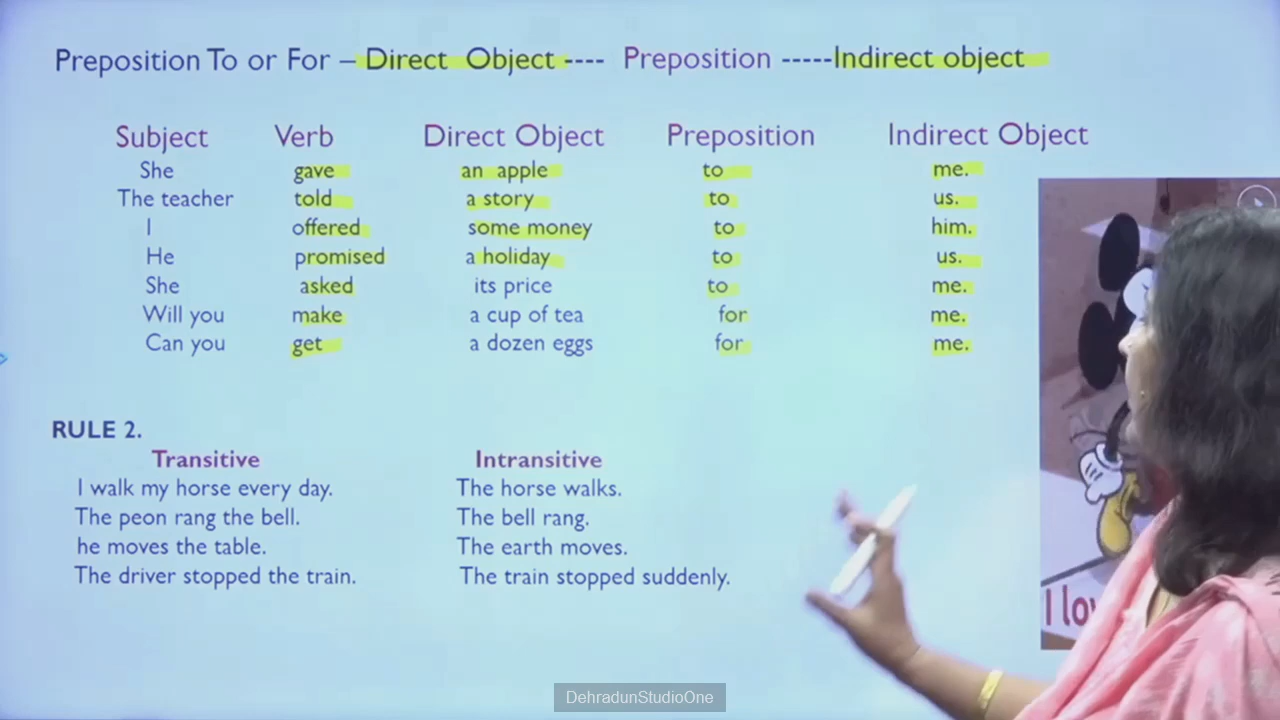 Preposition To or For – Direct Object ---- Preposition -----Indirect object
Subject Verb Direct Object Preposition Indirect Object
She gave an apple to me.
The teacher told a story to us.
I offered some money to him.
He promised a holiday to us.
She asked its price to me.
Will you make a cup of tea for me.
Can you get a dozen eggs for me.
RULE 2.
Transitive Intransitive
I walk my horse every day. The horse walks.
The peon rang the bell. The bell rang.
he moves the table. The earth moves.
The driver stopped the train. The train stopped suddenly.
I
DehradunStudioOne